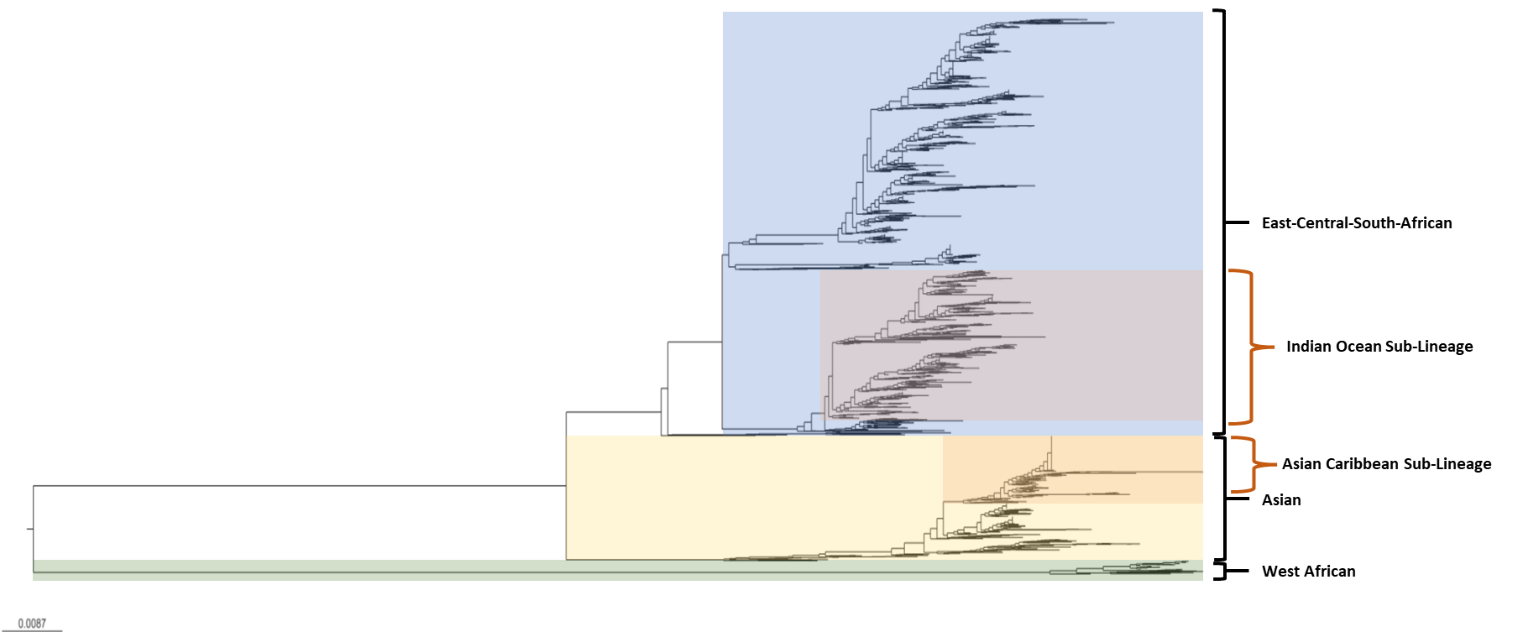 East-Central-South-African
Indian Ocean Sub-Lineage
Asian Caribbean Sub-Lineage
Asian
West African
0.0087